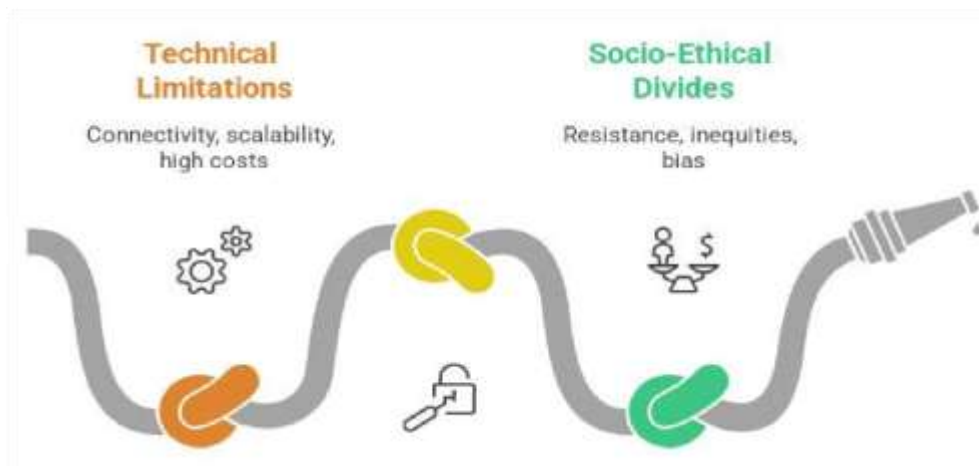 Technical
Limitations
Connectivity, scalability,
high costs
Socio-Ethical
Divides
Resistance, inequities,
bias
$